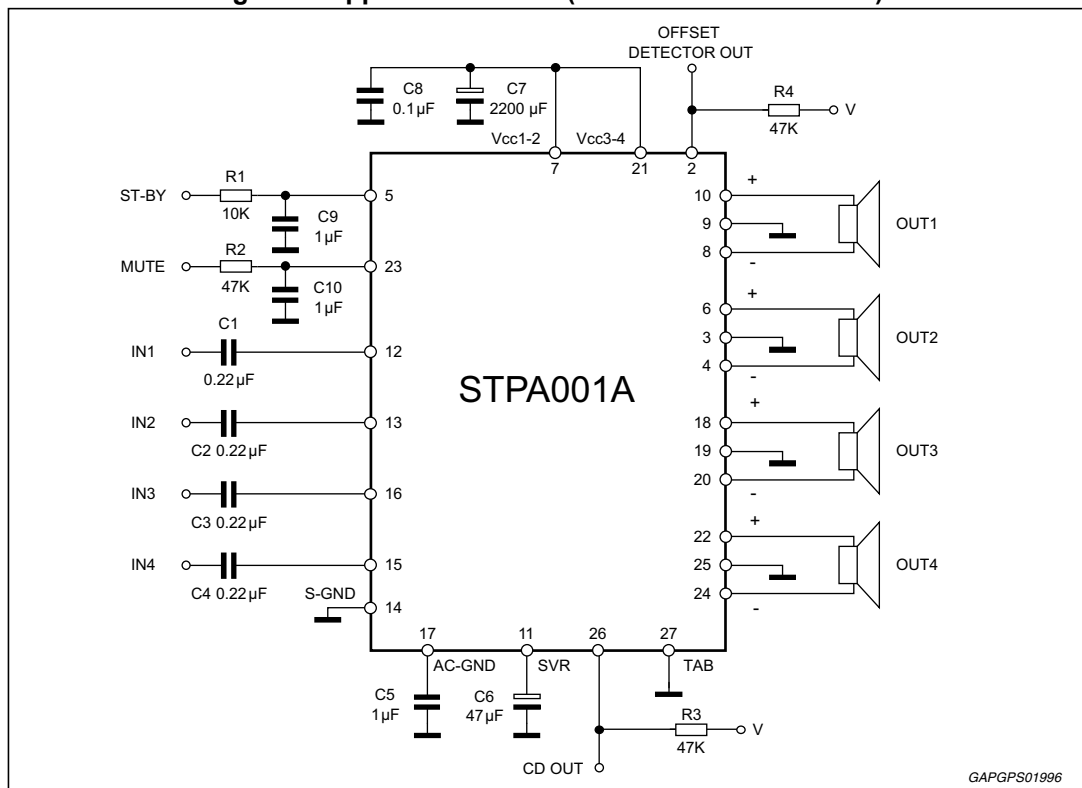 OFFSET
DETECTOR OUT
C8
0.1µF
C7
2200 µF
R4
47K
V
Vcc1-2
Vcc3-4
7
21
2
ST-BY
R1
10K
5
C9
1µF
MUTE
R2
47K
23
C10
1µF
IN1
C1
0.22µF
12
IN2
C2 0.22µF
13
IN3
C3 0.22µF
16
IN4
C4 0.22µF
15
S-GND
14
STPA001A
10
+
9
8
-
OUT1
6
+
3
4
-
OUT2
18
+
19
20
-
OUT3
22
+
25
24
-
OUT4
17
AC-GND
11
SVR
26
27
TAB
C5
1µF
C6
47µF
R3
47K
V
CD OUT
GAPGPS01996